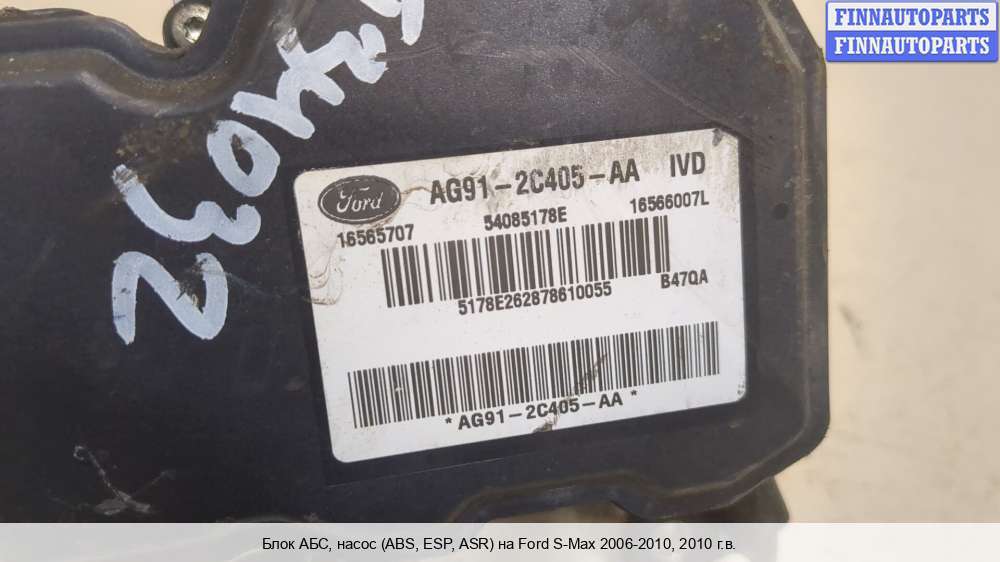 FINNAUTOPARTS
FINNAUTOPARTS
Ford
AG91-2C405-AA IVD
16565707 54085178E 16566007L
5178E262878610055 B47QA
* AG91-2C405-AA *
Блок АБС, насос (ABS, ESP, ASR) на Ford S-Max 2006-2010, 2010 г.в.